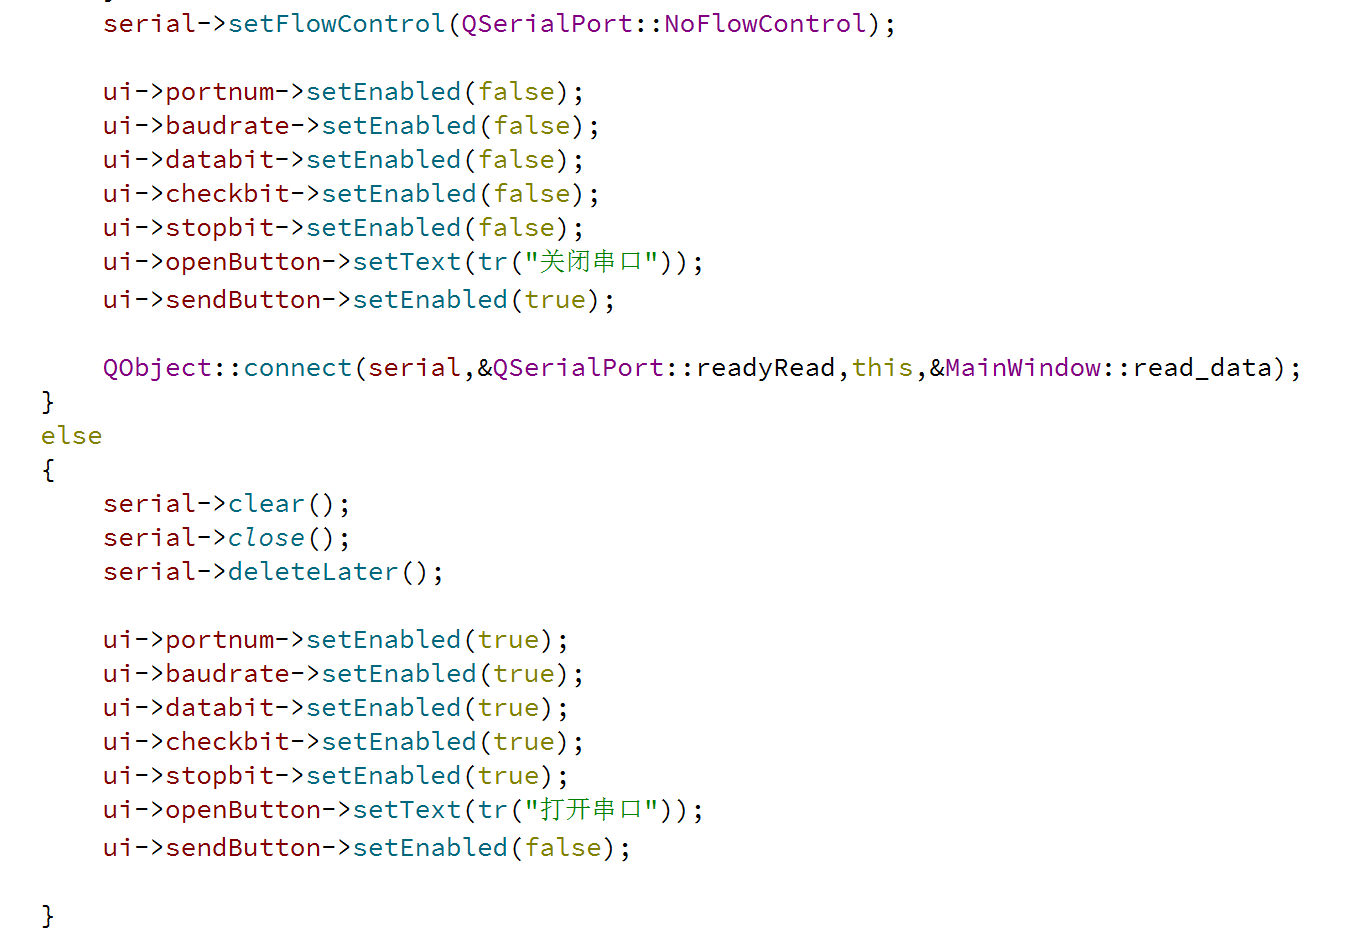 serial->setFlowControl(QSerialPort::NoFlowControl);
ui->portnum->setEnabled(false);
ui->baudrate->setEnabled(false);
ui->databit->setEnabled(false);
ui->checkbit->setEnabled(false);
ui->stopbit->setEnabled(false);
ui->openButton->setText(tr("关闭串口"));
ui->sendButton->setEnabled(true);
QObject::connect(serial,&QSerialPort::readyRead,this,&MainWindow::read_data);
}
else
{
serial->clear();
serial->close();
serial->deleteLater();
ui->portnum->setEnabled(true);
ui->baudrate->setEnabled(true);
ui->databit->setEnabled(true);
ui->checkbit->setEnabled(true);
ui->stopbit->setEnabled(true);
ui->openButton->setText(tr("打开串口"));
ui->sendButton->setEnabled(false);
}